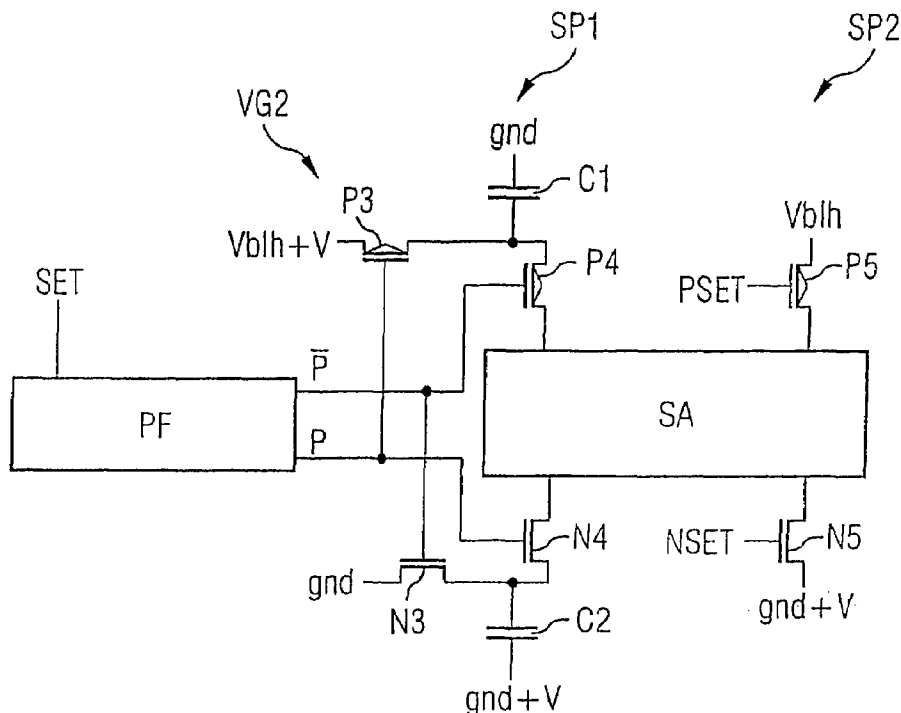 SP1
SP2
VG2
gnd
C1
P3
Vblh+V
Vblh
P4
P5
SET
PSET
P̅
PF
SA
P
N4
NSET
N5
gnd
N3
gnd+V
C2
gnd+V